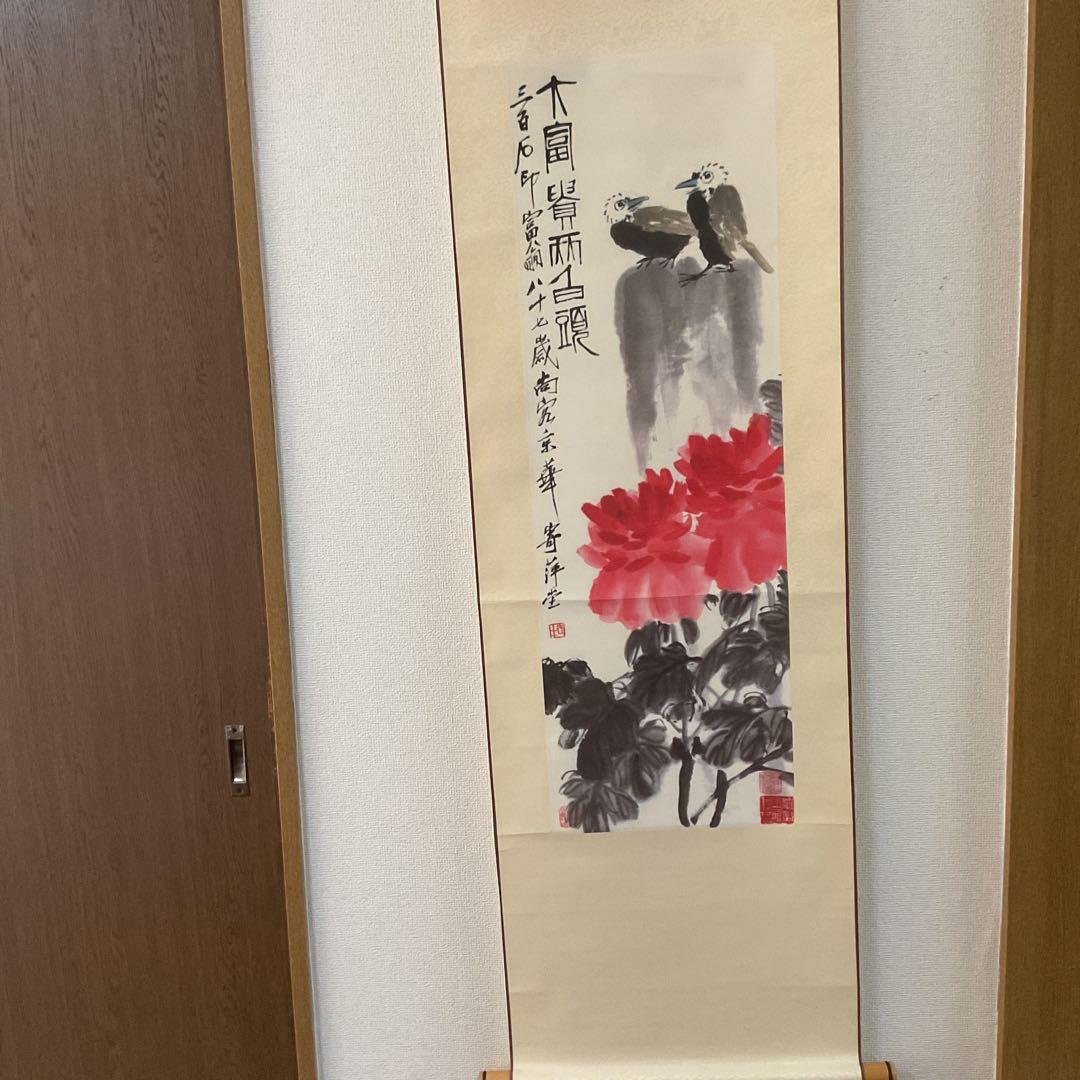 大富貴兩白頭
三百石印富翁八十七歲尚客京華
寄萍堂